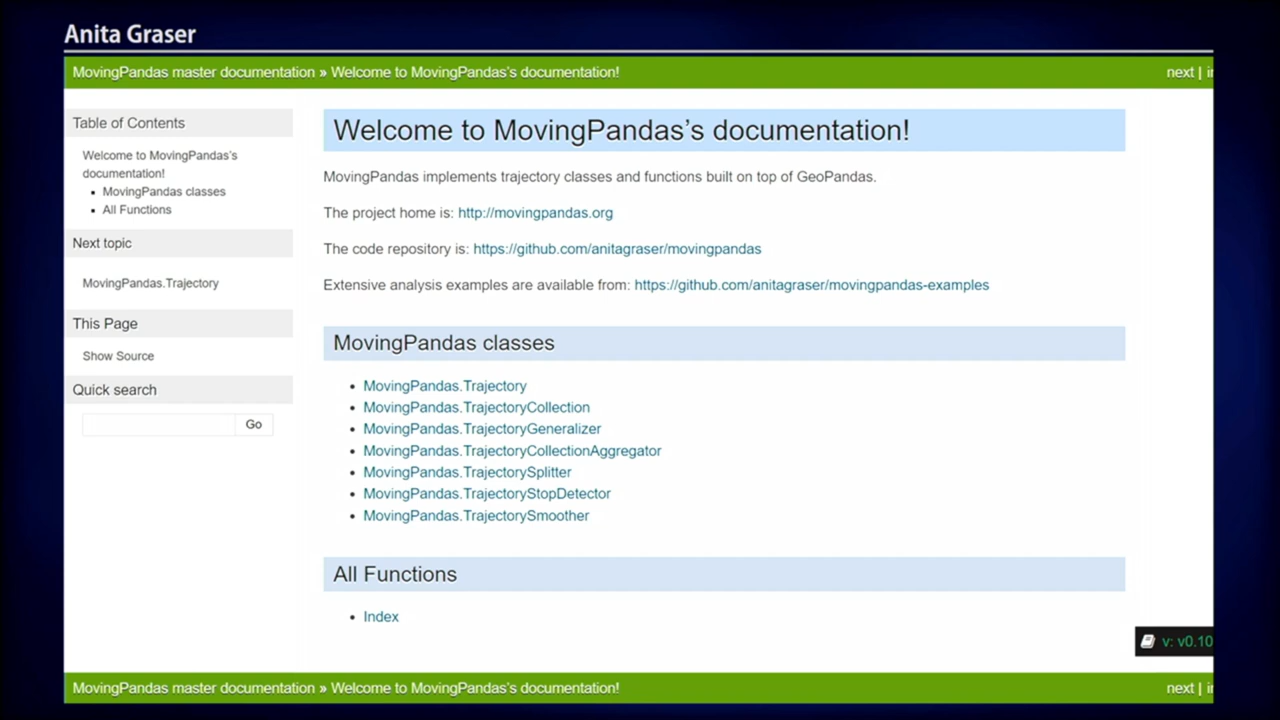 Anita Graser
MovingPandas master documentation » Welcome to MovingPandas's documentation!
next |
Table of Contents
Welcome to MovingPandas's
documentation!
MovingPandas classes
All Functions
Next topic
MovingPandas.Trajectory
This Page
Show Source
Quick search
Go
Welcome to MovingPandas's documentation!
MovingPandas implements trajectory classes and functions built on top of GeoPandas.
The project home is: http://movingpandas.org
The code repository is: https://github.com/anitagraser/movingpandas
Extensive analysis examples are available from: https://github.com/anitagraser/movingpandas-examples
MovingPandas classes
MovingPandas.Trajectory
MovingPandas.TrajectoryCollection
MovingPandas.TrajectoryGeneralizer
MovingPandas.TrajectoryCollectionAggregator
MovingPandas.TrajectorySplitter
MovingPandas.TrajectoryStopDetector
MovingPandas.TrajectorySmoother
All Functions
Index
v: v0.10
MovingPandas master documentation » Welcome to MovingPandas's documentation!
next |